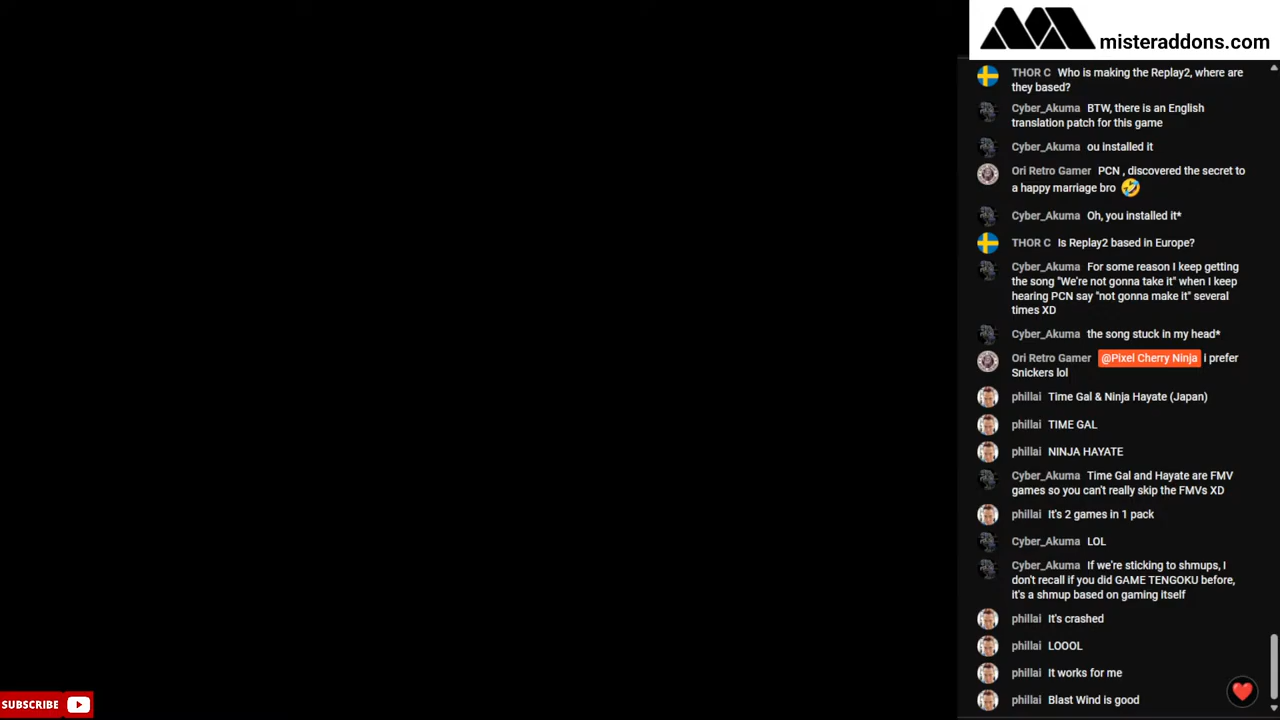 misteraddons.com
THOR C Who is making the Replay2, where are
they based?
Cyber_Akuma BTW, there is an English
translation patch for this game
Cyber_Akuma ou installed it
Ori Retro Gamer PCN , discovered the secret to
a happy marriage bro 🤣
Cyber_Akuma Oh, you installed it*
THOR C Is Replay2 based in Europe?
Cyber_Akuma For some reason I keep getting
the song "We're not gonna take it" when I keep
hearing PCN say "not gonna make it" several
times XD
Cyber_Akuma the song stuck in my head*
Ori Retro Gamer @Pixel Cherry Ninja i prefer
Snickers lol
phillai Time Gal & Ninja Hayate (Japan)
phillai TIME GAL
phillai NINJA HAYATE
Cyber_Akuma Time Gal and Hayate are FMV
games so you can't really skip the FMVs XD
phillai It's 2 games in 1 pack
Cyber_Akuma LOL
Cyber_Akuma If we're sticking to shmups, I
don't recall if you did GAME TENGOKU before,
it's a shmup based on gaming itself
phillai It's crashed
phillai LOOOL
phillai It works for me
phillai Blast Wind is good
SUBSCRIBE